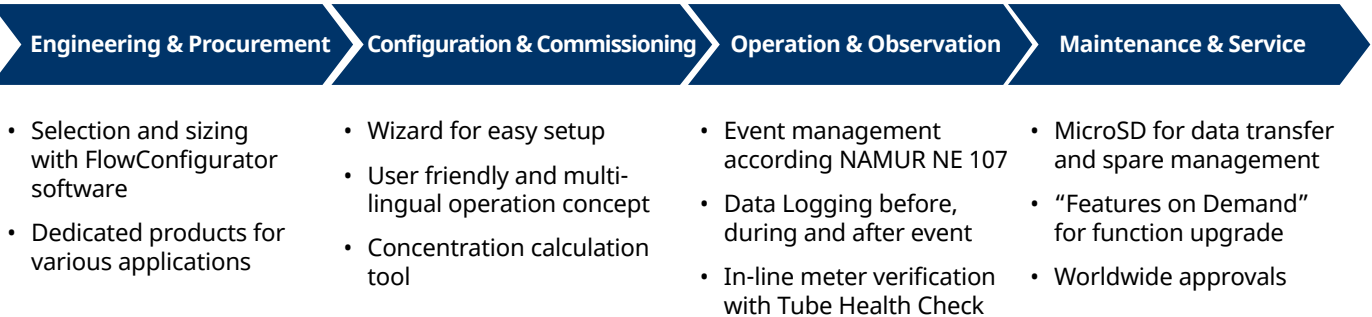 Engineering & Procurement
Configuration & Commissioning
Operation & Observation
Maintenance & Service
• Selection and sizing
with FlowConfigurator
software
• Dedicated products for
various applications
• Wizard for easy setup
• User friendly and multi-
lingual operation concept
• Concentration calculation
tool
• Event management
according NAMUR NE 107
• Data Logging before,
during and after event
• In-line meter verification
with Tube Health Check
• MicroSD for data transfer
and spare management
• “Features on Demand”
for function upgrade
• Worldwide approvals